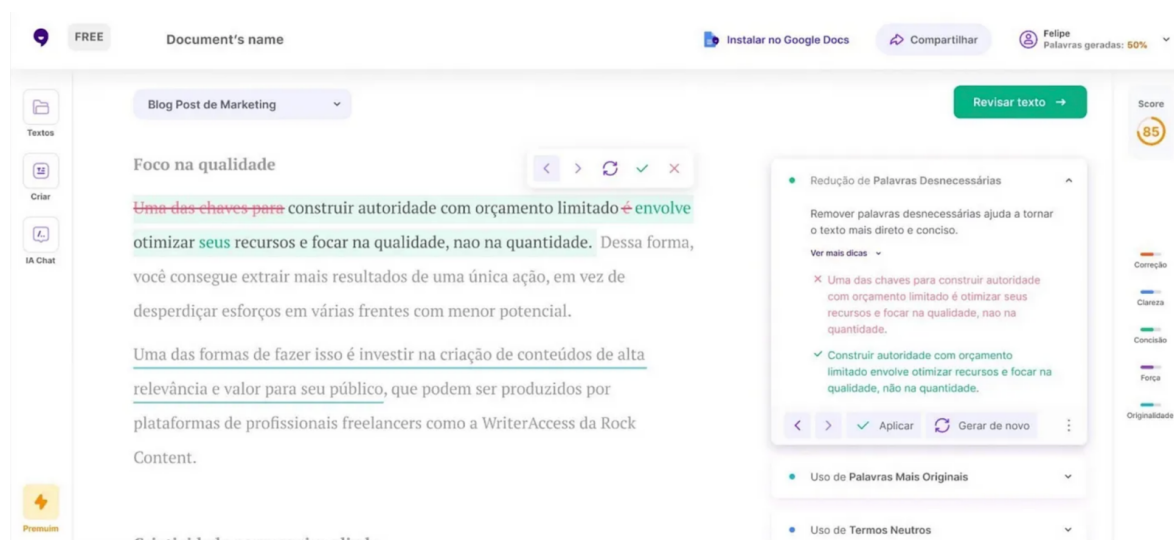 FREE
Document's name
Instalar no Google Docs
Compartilhar
Felipe
Palavras geradas: 50%
Textos
Criar
IA Chat
Premuim
Blog Post de Marketing
Revisar texto →
Foco na qualidade
Uma das chaves para construir autoridade com orçamento limitado é envolve
otimizar seus recursos e focar na qualidade, nao na quantidade. Dessa forma,
você consegue extrair mais resultados de uma única ação, em vez de
desperdiçar esforços em várias frentes com menor potencial.
Uma das formas de fazer isso é investir na criação de conteúdos de alta
relevância e valor para seu público, que podem ser produzidos por
plataformas de profissionais freelancers como a WriterAccess da Rock
Content.
Redução de Palavras Desnecessárias
Remover palavras desnecessárias ajuda a tornar
o texto mais direto e conciso.
Ver mais dicas
Uma das chaves para construir autoridade
com orçamento limitado é otimizar seus
recursos e focar na qualidade, nao na
quantidade.
Construir autoridade com orçamento
limitado envolve otimizar recursos e focar na
qualidade, não na quantidade.
Aplicar
Gerar de novo
Uso de Palavras Mais Originais
Uso de Termos Neutros
Score
85
Correção
Clareza
Concisão
Força
Originalidade